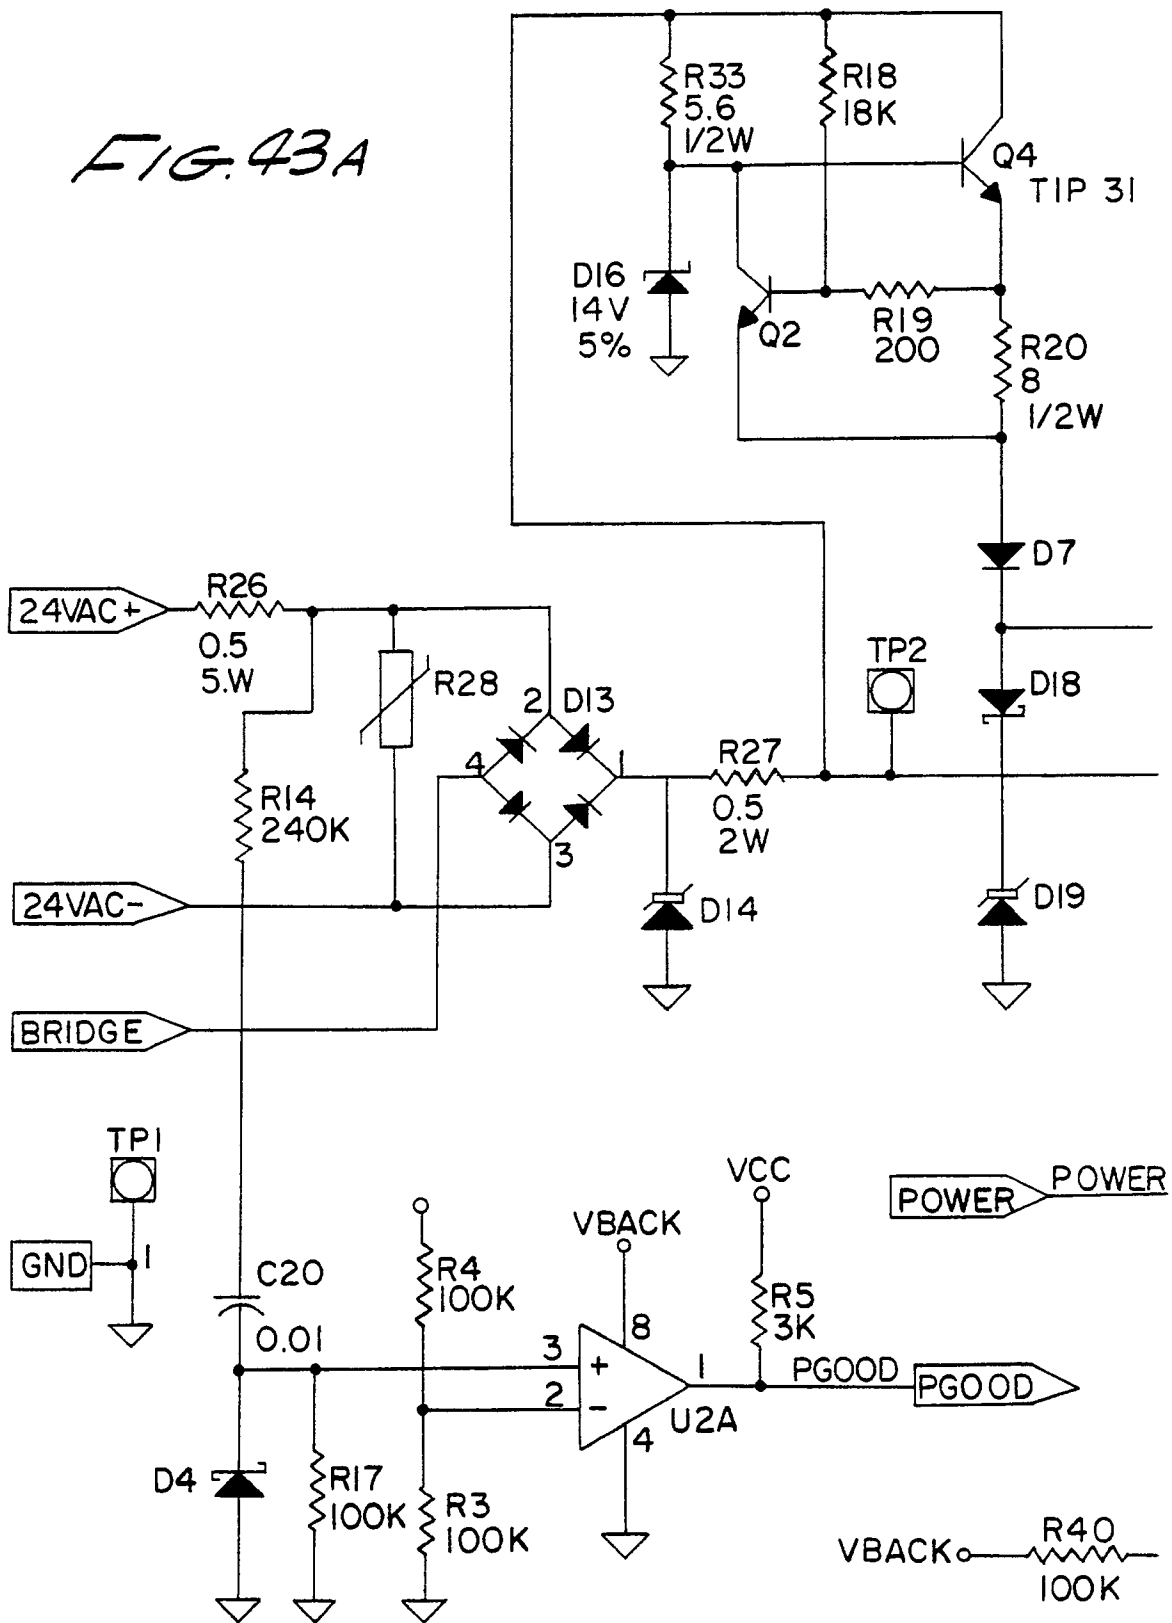 FIG. 43A
R33
5.6
1/2W
R18
18K
Q4
TIP 31
D16
14V
5%
Q2
R19
200
R20
8
1/2W
D7
24VAC+
R26
0.5
5.W
R28
2
D13
4
1
3
R27
0.5
2W
TP2
D18
R14
240K
24VAC-
D14
D19
BRIDGE
TP1
GND
1
C20
0.01
R4
100K
VBACK
VCC
R5
3K
POWER
POWER
3
+
2
-
8
1
4
U2A
PGOOD
PGOOD
D4
R17
100K
R3
100K
VBACK
R40
100K